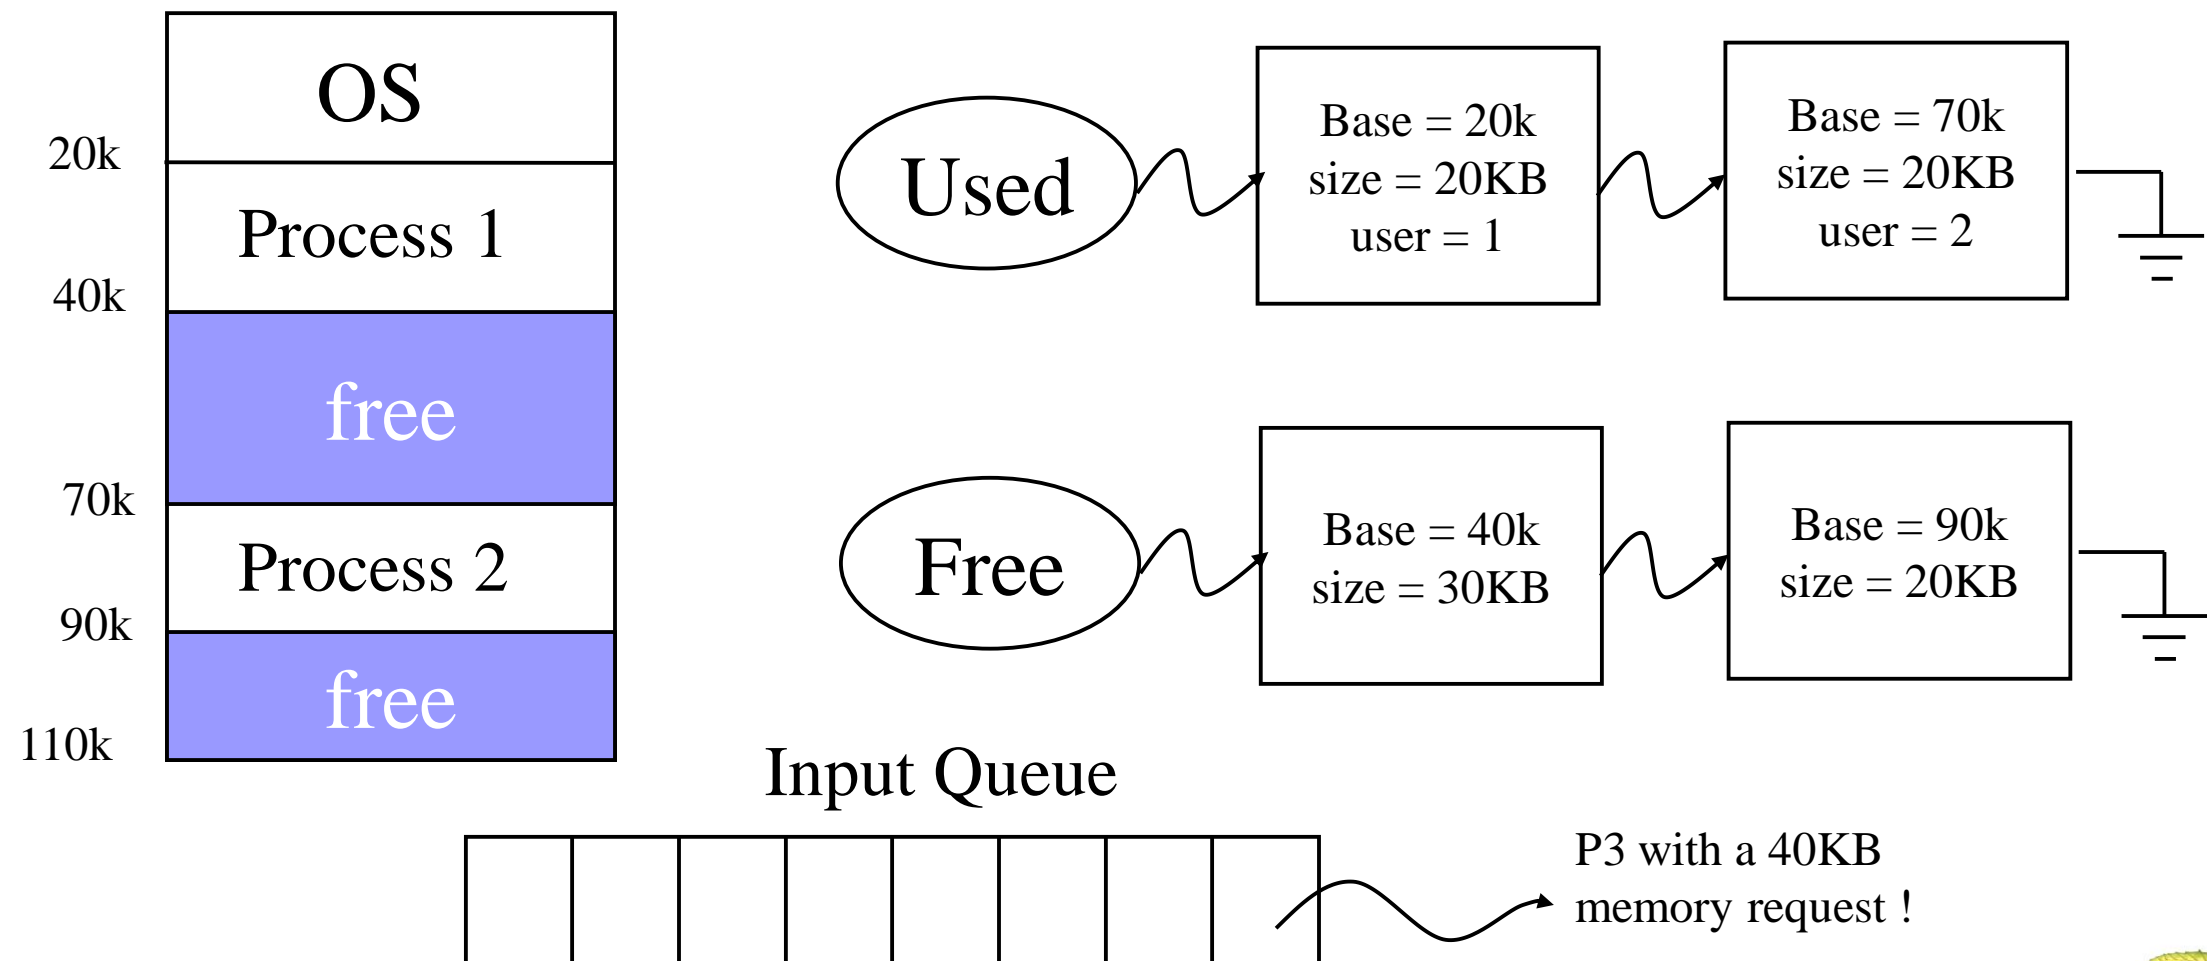 OS
20k
Process 1
40k
free
70k
Process 2
90k
free
110k
Used
Base = 20k
size = 20KB
user = 1
Base = 70k
size = 20KB
user = 2
Free
Base = 40k
size = 30KB
Base = 90k
size = 20KB
Input Queue
P3 with a 40KB
memory request !